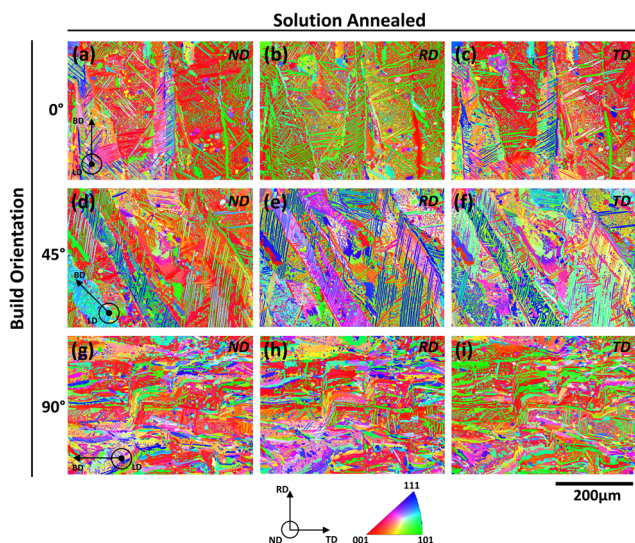 Solution Annealed
Build Orientation
0°
(a) ND
BD
LD
(b) RD
(c) TD
45°
(d) ND
BD
LD
(e) RD
(f) TD
90°
(g) ND
BD
LD
(h) RD
(i) TD
RD
ND
TD
111
001
101
200μm